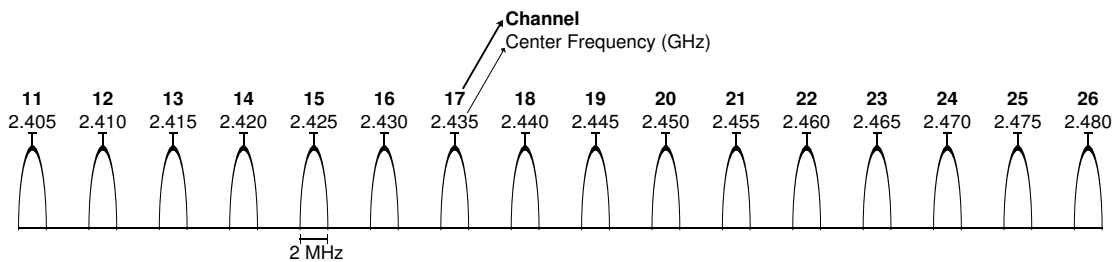 Channel
Center Frequency (GHz)
11 12 13 14 15 16 17 18 19 20 21 22 23 24 25 26
2.405 2.410 2.415 2.420 2.425 2.430 2.435 2.440 2.445 2.450 2.455 2.460 2.465 2.470 2.475 2.480
2 MHz